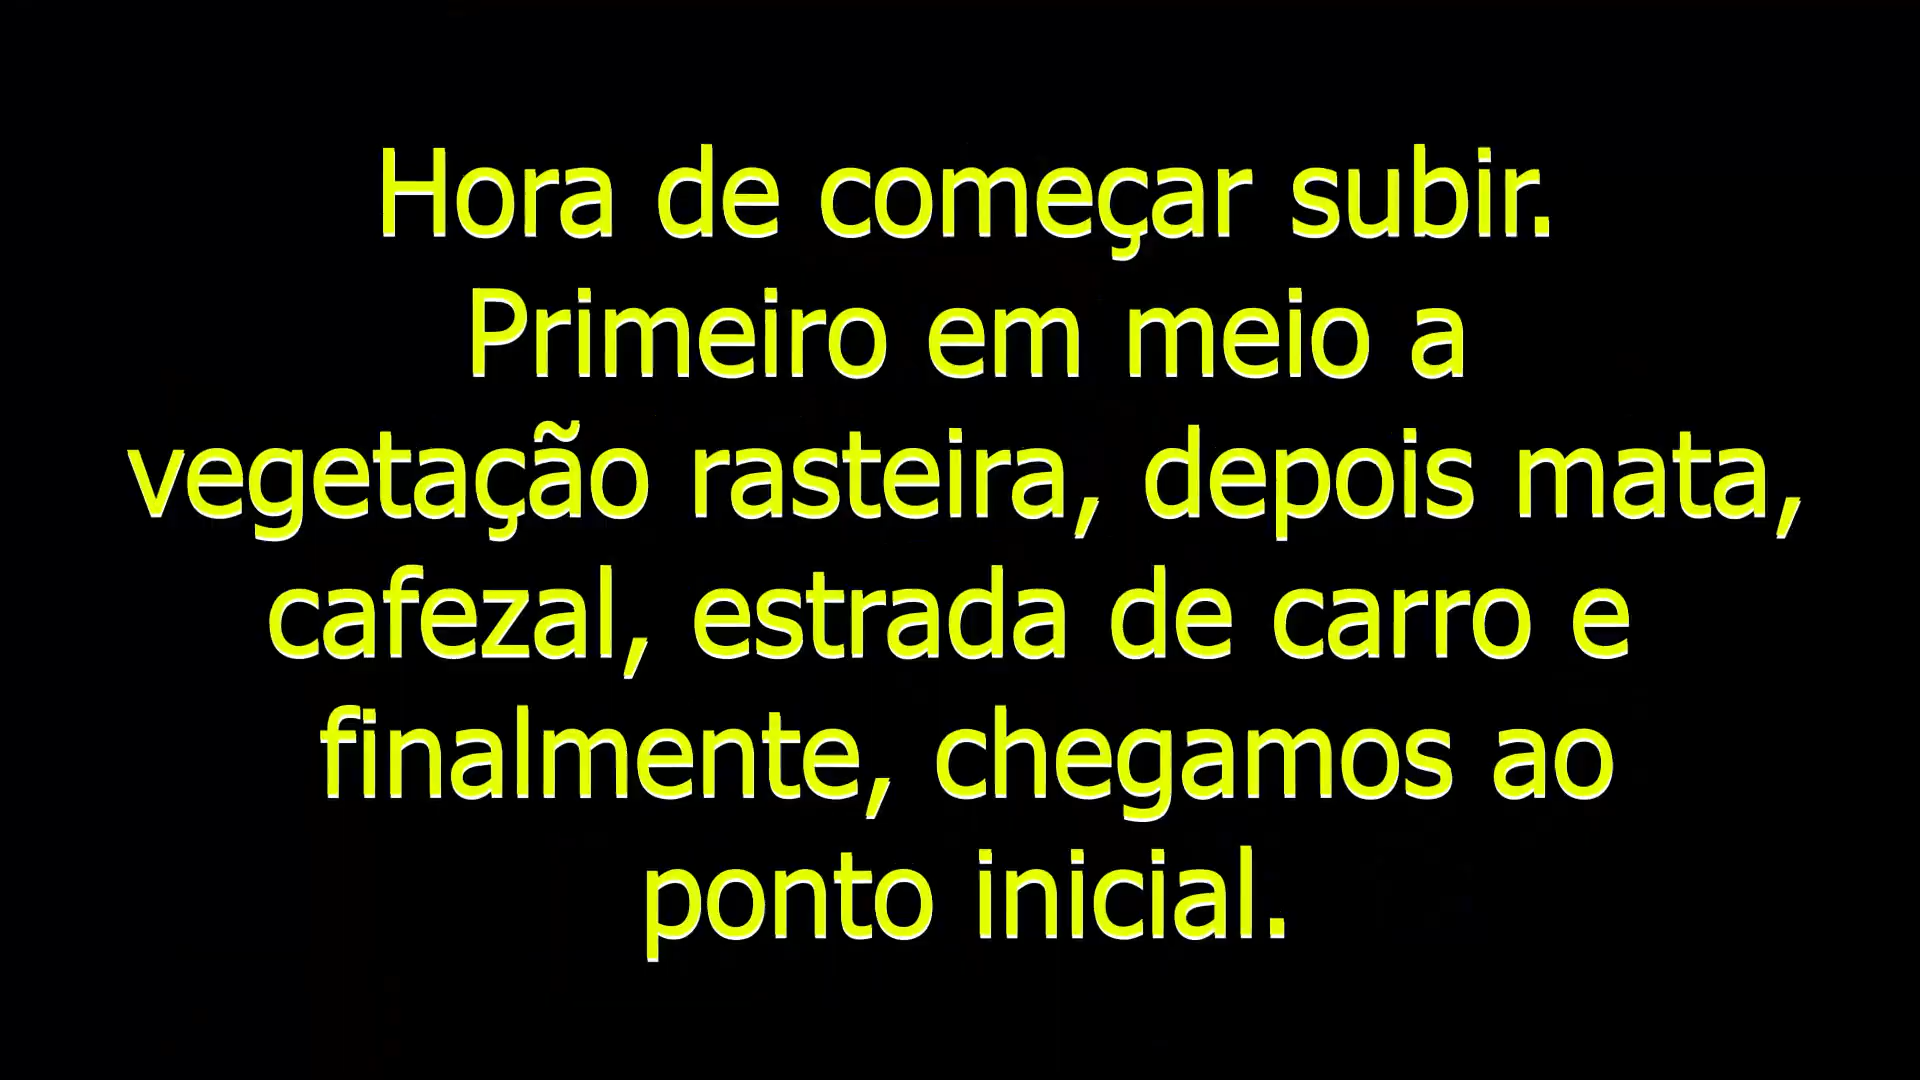 Hora de começar subir.
Primeiro em meio a
vegetação rasteira, depois mata,
cafezal, estrada de carro e
finalmente, chegamos ao
ponto inicial.